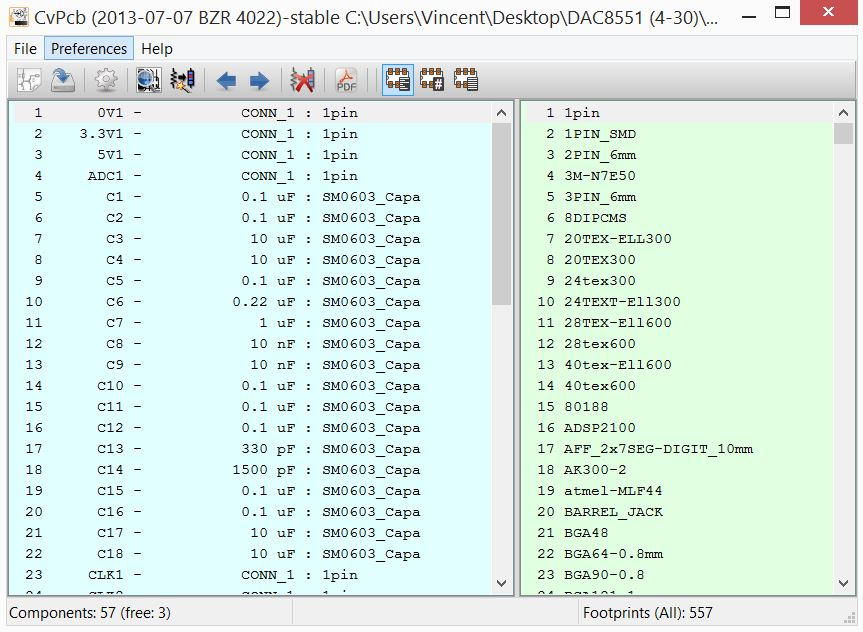 CvPcb (2013-07-07 BZR 4022)-stable C:\Users\Vincent\Desktop\DAC8551 (4-30)\...
File Preferences Help
PDF
1 0V1 - CONN_1 : 1pin
2 3.3V1 - CONN_1 : 1pin
3 5V1 - CONN_1 : 1pin
4 ADC1 - CONN_1 : 1pin
5 C1 - 0.1 uF : SM0603_Capa
6 C2 - 0.1 uF : SM0603_Capa
7 C3 - 10 uF : SM0603_Capa
8 C4 - 10 uF : SM0603_Capa
9 C5 - 0.1 uF : SM0603_Capa
10 C6 - 0.22 uF : SM0603_Capa
11 C7 - 1 uF : SM0603_Capa
12 C8 - 10 nF : SM0603_Capa
13 C9 - 10 nF : SM0603_Capa
14 C10 - 0.1 uF : SM0603_Capa
15 C11 - 0.1 uF : SM0603_Capa
16 C12 - 0.1 uF : SM0603_Capa
17 C13 - 330 pF : SM0603_Capa
18 C14 - 1500 pF : SM0603_Capa
19 C15 - 0.1 uF : SM0603_Capa
20 C16 - 0.1 uF : SM0603_Capa
21 C17 - 10 uF : SM0603_Capa
22 C18 - 10 uF : SM0603_Capa
23 CLK1 - CONN_1 : 1pin
1 1pin
2 1PIN_SMD
3 2PIN_6mm
4 3M-N7E50
5 3PIN_6mm
6 8DIPCMS
7 20TEX-ELL300
8 20TEX300
9 24tex300
10 24TEXT-Ell300
11 28TEX-Ell600
12 28tex600
13 40tex-Ell600
14 40tex600
15 80188
16 ADSP2100
17 AFF_2x7SEG-DIGIT_10mm
18 AK300-2
19 atmel-MLF44
20 BARREL_JACK
21 BGA48
22 BGA64-0.8mm
23 BGA90-0.8
Components: 57 (free: 3)
Footprints (All): 557